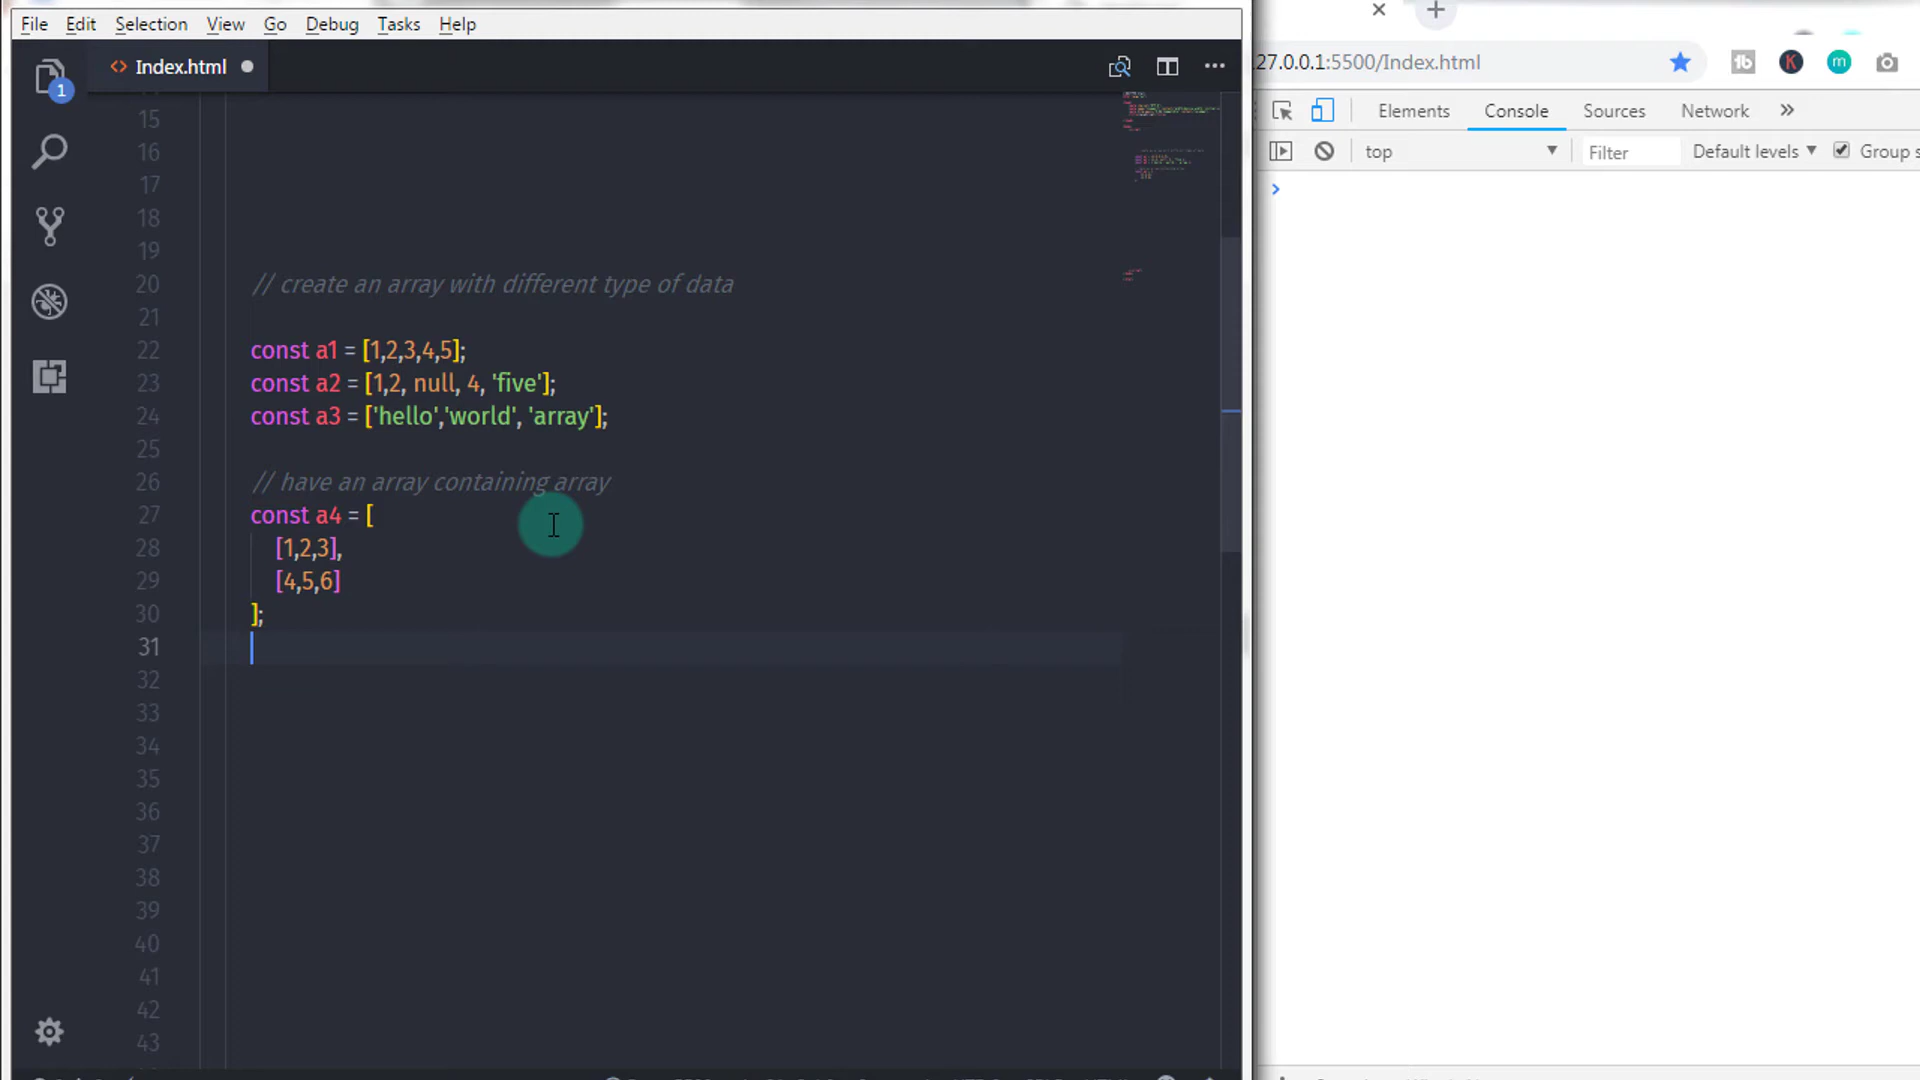 File Edit Selection View Go Debug Tasks Help
1
<> Index.html
15
16
17
18
19
20 // create an array with different type of data
21
22 const a1 = [1,2,3,4,5];
23 const a2 = [1,2, null, 4, 'five'];
24 const a3 = ['hello','world', 'array'];
25
26 // have an array containing array
27 const a4 = [
28 [1,2,3],
29 [4,5,6]
30 ];
31
32
33
34
35
36
37
38
39
40
41
42
43
27.0.0.1:5500/Index.html
tb K m
Elements Console Sources Network »
top Filter Default levels Group s
>